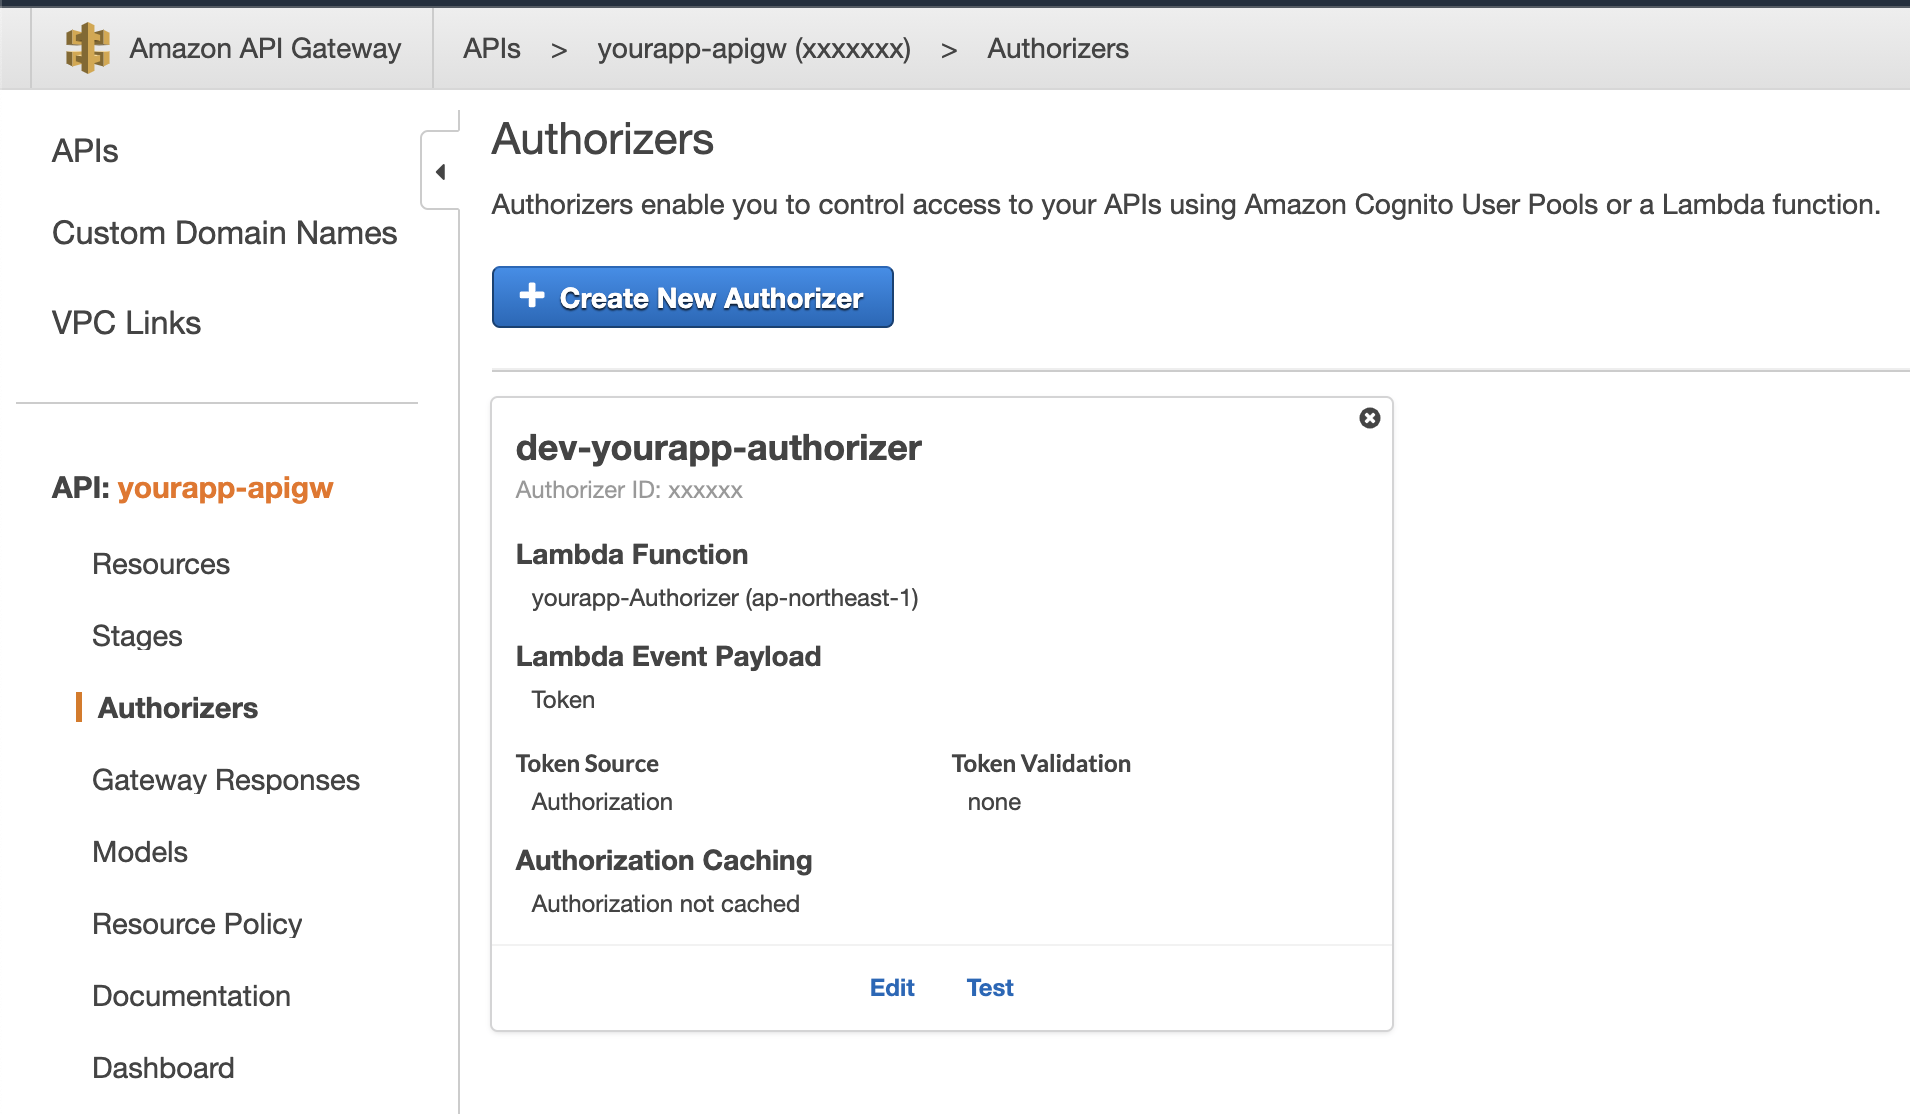 Amazon API Gateway APIs > yourapp-apigw (xxxxxxx) > Authorizers
APIs
Custom Domain Names
VPC Links
API: yourapp-apigw
Resources
Stages
Authorizers
Gateway Responses
Models
Resource Policy
Documentation
Dashboard
Authorizers
Authorizers enable you to control access to your APIs using Amazon Cognito User Pools or a Lambda function.
+ Create New Authorizer
dev-yourapp-authorizer
Authorizer ID: xxxxxx
Lambda Function
yourapp-Authorizer (ap-northeast-1)
Lambda Event Payload
Token
Token Source Token Validation
Authorization none
Authorization Caching
Authorization not cached
Edit Test